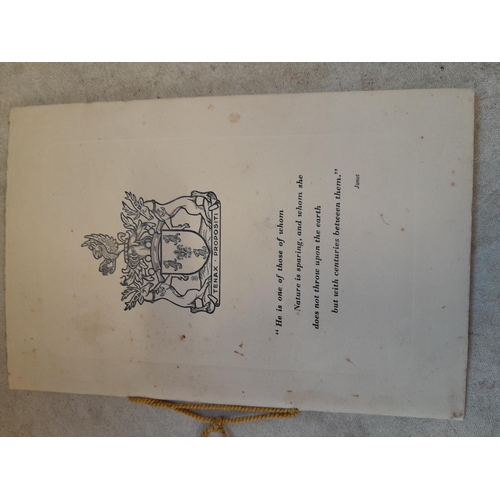 TENAX · PROPOSITI
" He is one of those of whom
Nature is sparing, and whom she
does not throw upon the earth
but with centuries between them."
Junot